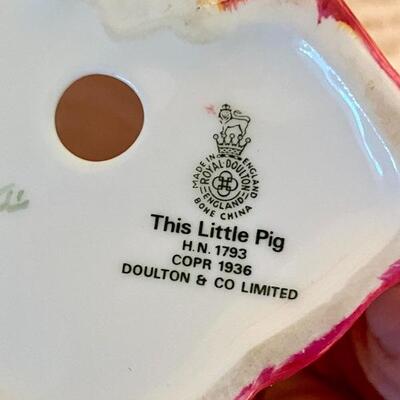 MADE IN ENGLAND
ROYAL DOULTON
ENGLAND
BONE CHINA
This Little Pig
H.N. 1793
COPR 1936
DOULTON & CO LIMITED